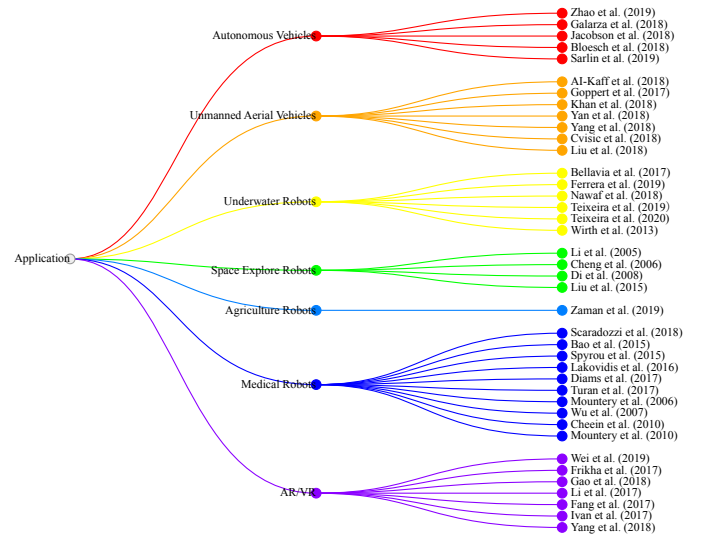 Application
Autonomous Vehicles
Zhao et al. (2019)
Galarza et al. (2018)
Jacobson et al. (2018)
Bloesch et al. (2018)
Sarlin et al. (2019)
Unmanned Aerial Vehicles
AI-Kaff et al. (2018)
Goppert et al. (2017)
Khan et al. (2018)
Yan et al. (2018)
Yang et al. (2018)
Cvisic et al. (2018)
Liu et al. (2018)
Underwater Robots
Bellavia et al. (2017)
Ferrera et al. (2019)
Nawaf et al. (2018)
Teixeira et al. (2019)
Teixeira et al. (2020)
Wirth et al. (2013)
Space Explore Robots
Li et al. (2005)
Cheng et al. (2006)
Di et al. (2008)
Liu et al. (2015)
Agriculture Robots
Zaman et al. (2019)
Medical Robots
Scaradozzi et al. (2018)
Bao et al. (2015)
Spyrou et al. (2015)
Lakovidis et al. (2016)
Diams et al. (2017)
Turan et al. (2017)
Mountery et al. (2006)
Wu et al. (2007)
Cheein et al. (2010)
Mountery et al. (2010)
AR/VR
Wei et al. (2019)
Frikha et al. (2017)
Gao et al. (2018)
Li et al. (2017)
Fang et al. (2017)
Ivan et al. (2017)
Yang et al. (2018)